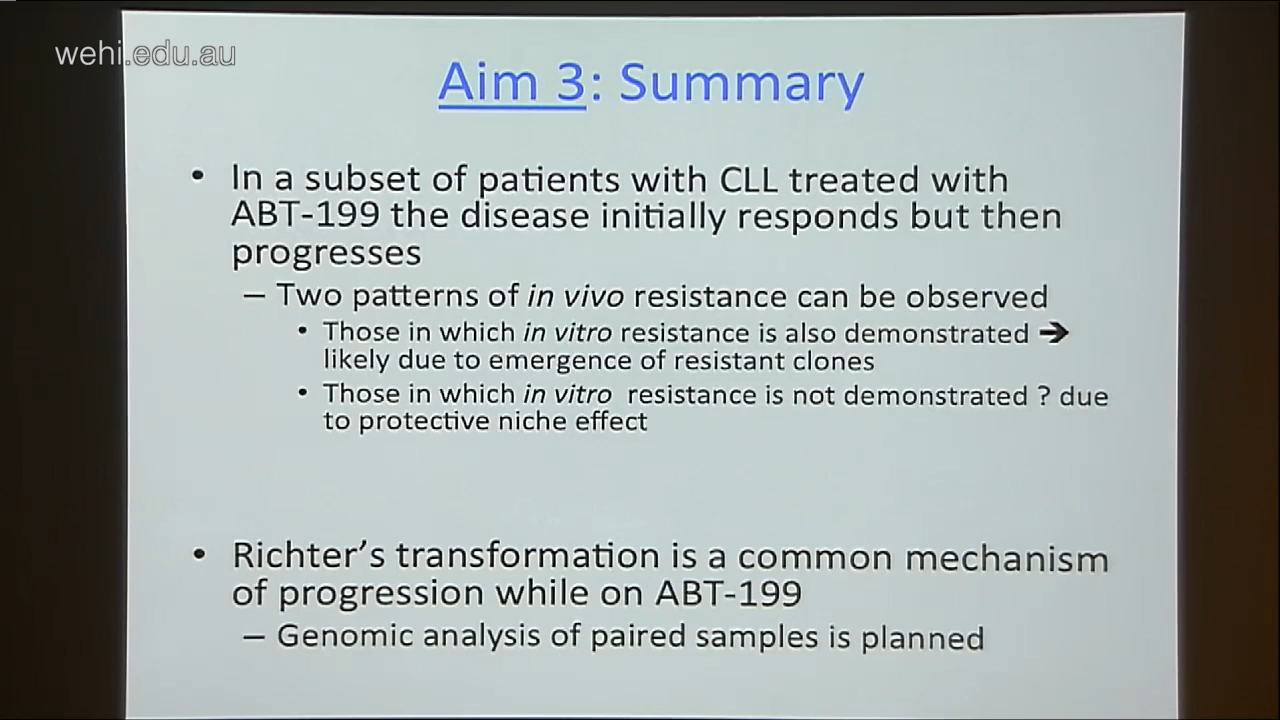 wehi.edu.au
Aim 3: Summary
• In a subset of patients with CLL treated with
ABT-199 the disease initially responds but then
progresses
– Two patterns of in vivo resistance can be observed
• Those in which in vitro resistance is also demonstrated ➔
likely due to emergence of resistant clones
• Those in which in vitro  resistance is not demonstrated ? due
to protective niche effect
• Richter’s transformation is a common mechanism
of progression while on ABT-199
– Genomic analysis of paired samples is planned